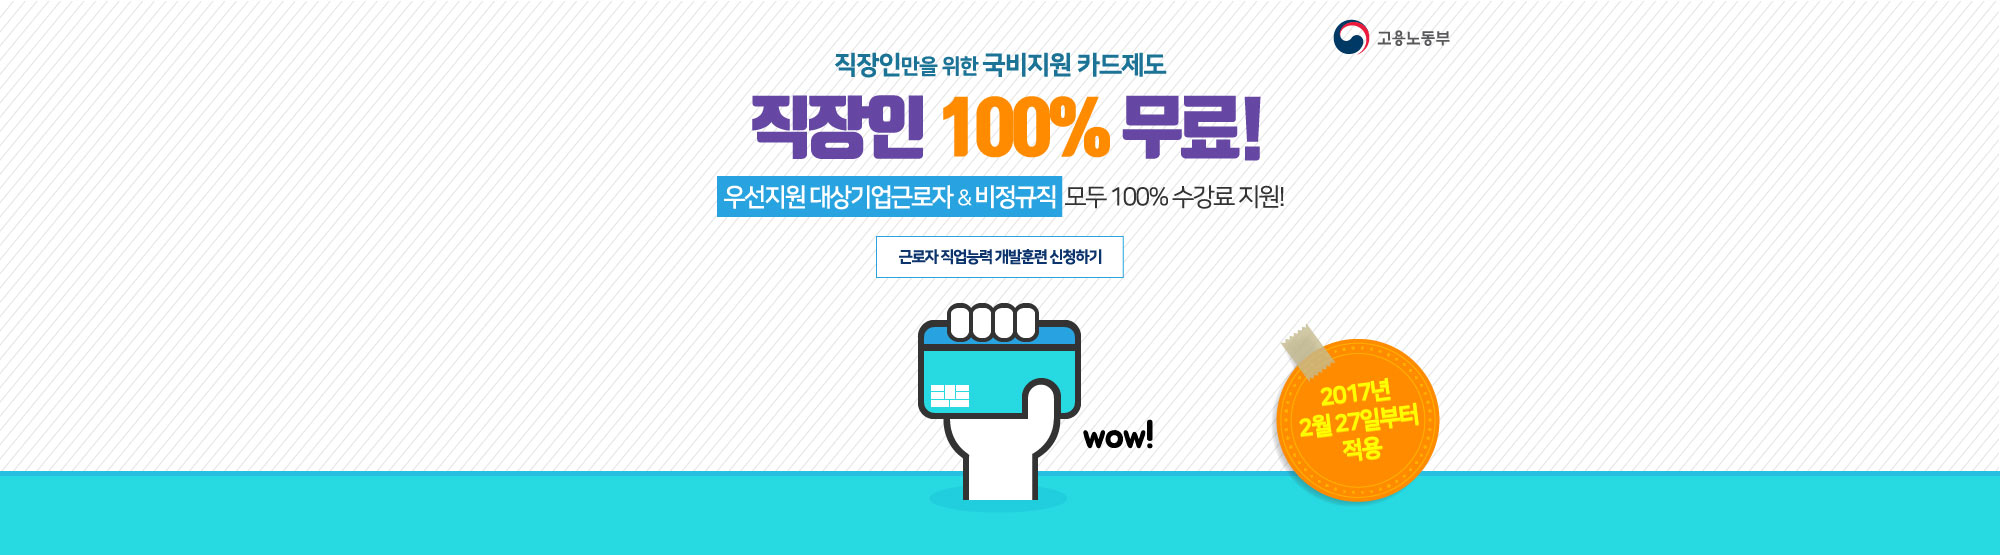 고용노동부
직장인만을 위한 국비지원 카드제도
직장인 100% 무료!
우선지원 대상기업근로자 & 비정규직 모두 100% 수강료 지원!
근로자 직업능력 개발훈련 신청하기
wow!
2017년
2월 27일부터
적용